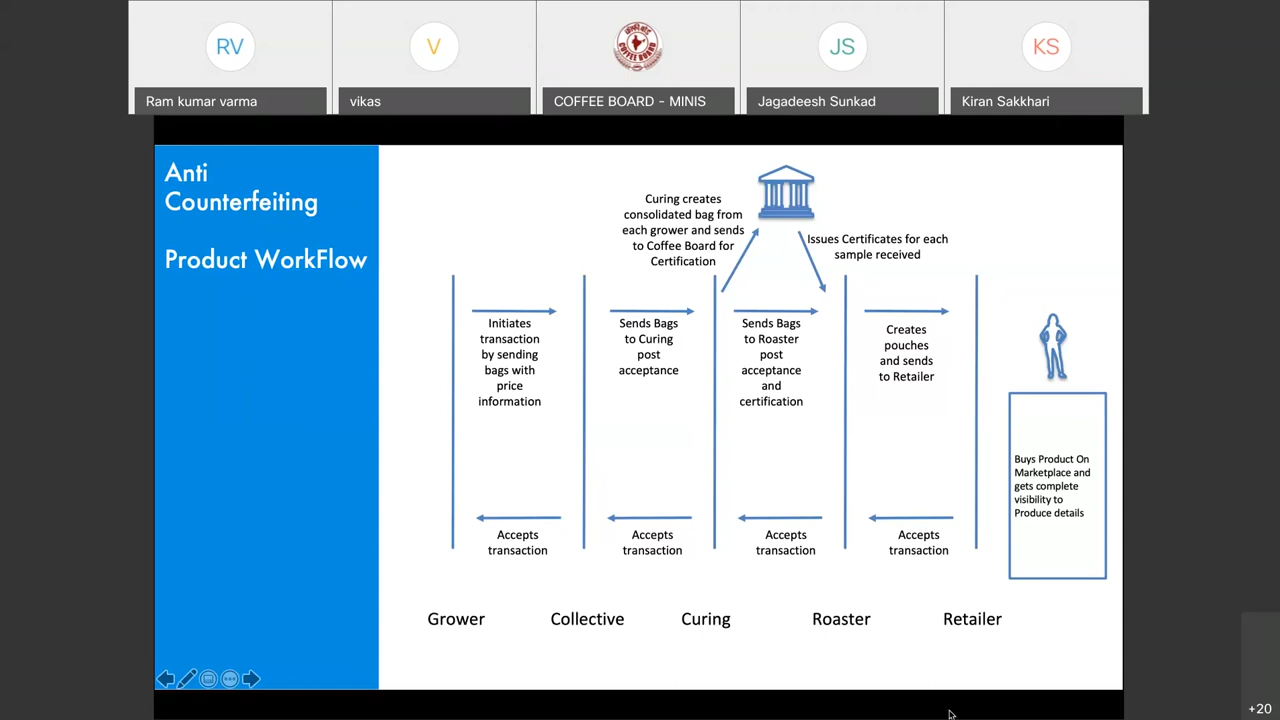 RV
V
JS
KS
Ram kumar varma
vikas
COFFEE BOARD - MINIS
Jagadeesh Sunkad
Kiran Sakkhari
Anti
Counterfeiting
Product WorkFlow
Curing creates
consolidated bag from
each grower and sends
to Coffee Board for
Certification
Issues Certificates for each
sample received
Initiates
transaction
by sending
bags with
price
information
Sends Bags
to Curing
post
acceptance
Sends Bags
to Roaster
post
acceptance
and
certification
Creates
pouches
and sends
to Retailer
Buys Product On
Marketplace and
gets complete
visibility to
Produce details
Accepts
transaction
Accepts
transaction
Accepts
transaction
Accepts
transaction
Grower
Collective
Curing
Roaster
Retailer
+20